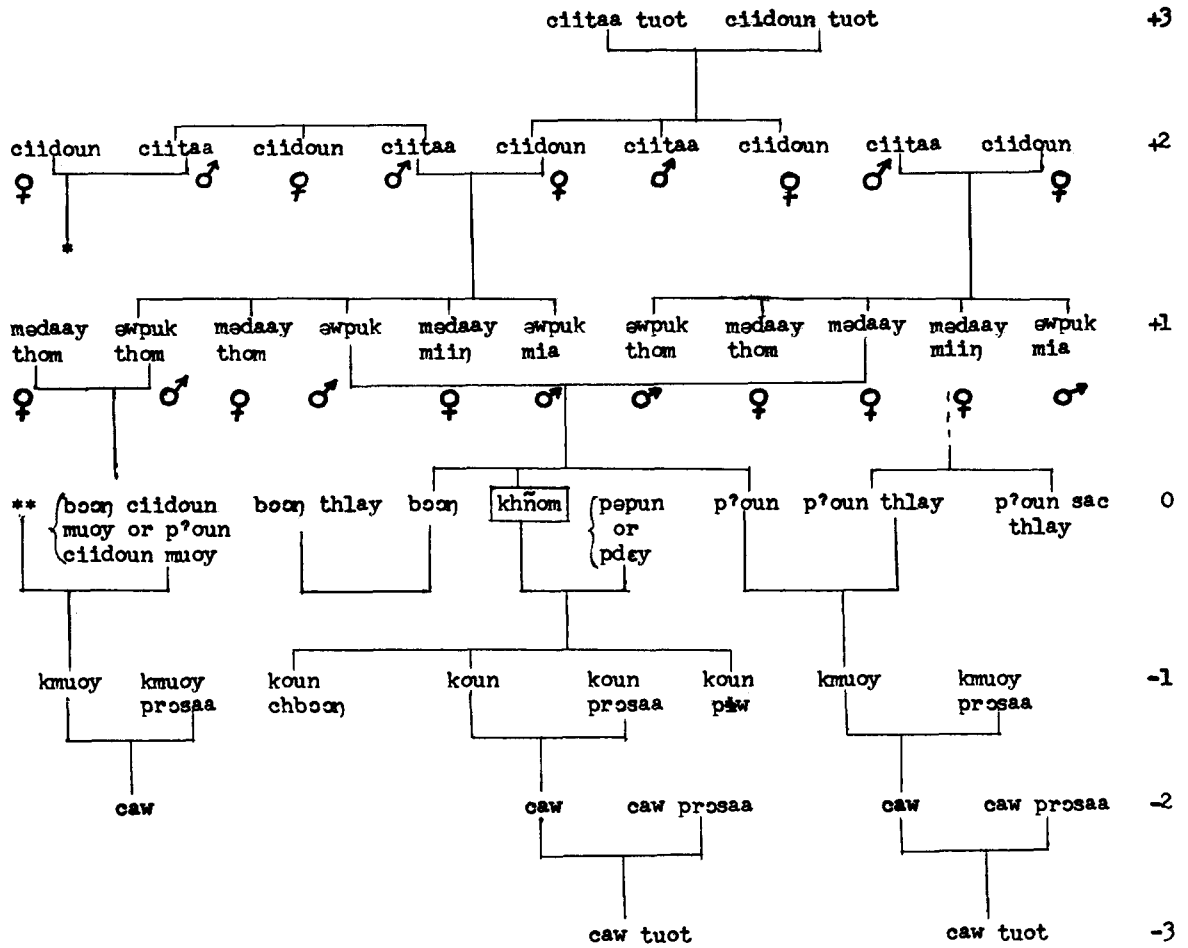 ciitaa tuot ciidoun tuot +3
ciidoun ciitaa ciidoun ciitaa ciidoun ciitaa ciidoun ciitaa ciidoun +2
♀ ♂ ♀ ♂ ♀ ♂ ♀ ♂ ♀
*
mədaay əwpuk mədaay əwpuk mədaay əwpuk əwpuk mədaay mədaay mədaay əwpuk +1
thom thom thom miiŋ mia thom thom miiŋ mia
♀ ♂ ♀ ♂ ♀ ♂ ♂ ♀ ♀ ♀ ♂
** bɔɔŋ ciidoun bɔɔŋ thlay bɔɔŋ khñom pəpun pʔoun pʔoun thlay pʔoun sac 0
muoy or pʔoun or thlay
ciidoun muoy pdɛy
kmuoy kmuoy koun koun koun koun kmuoy kmuoy -1
prɔsaa chbɔɔŋ prɔsaa pɨw prɔsaa
caw caw caw prɔsaa caw caw prɔsaa -2
caw tuot caw tuot -3